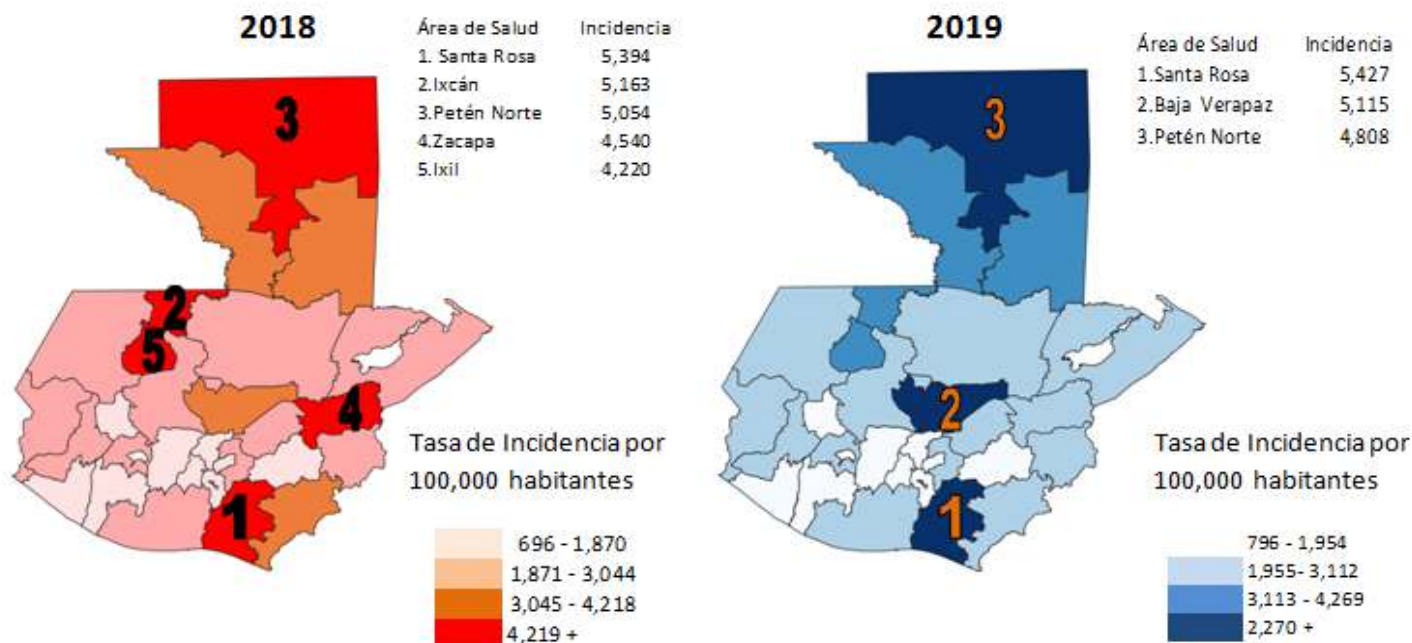 2018
Área de Salud Incidencia
1. Santa Rosa 5,394
2.Ixcán 5,163
3.Petén Norte 5,054
4.Zacapa 4,540
5.Ixil 4,220
3
2
5
4
1
Tasa de Incidencia por
100,000 habitantes
696 - 1,870
1,871 - 3,044
3,045 - 4,218
4,219 +
2019
Área de Salud Incidencia
1.Santa Rosa 5,427
2.Baja Verapaz 5,115
3.Petén Norte 4,808
3
2
1
Tasa de Incidencia por
100,000 habitantes
796 - 1,954
1,955- 3,112
3,113 - 4,269
2,270 +